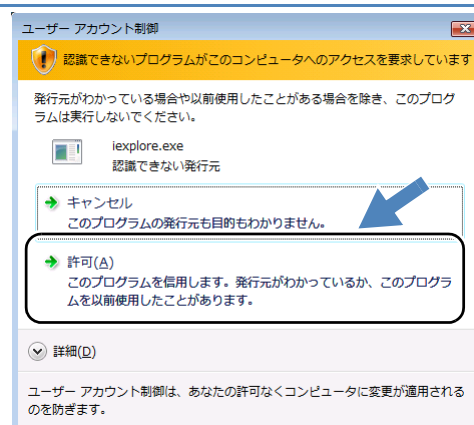 ユーザー アカウント制御
認識できないプログラムがこのコンピュータへのアクセスを要求しています
発行元がわかっている場合や以前使用したことがある場合を除き、このプログ
ラムは実行しないでください。
iexplore.exe
認識できない発行元
キャンセル
このプログラムの発行元も目的もわかりません。
許可(A)
このプログラムを信用します。発行元がわかっているか、このプログラ
ムを以前使用したことがあります。
詳細(D)
ユーザー アカウント制御は、あなたの許可なくコンピュータに変更が適用される
のを防ぎます。